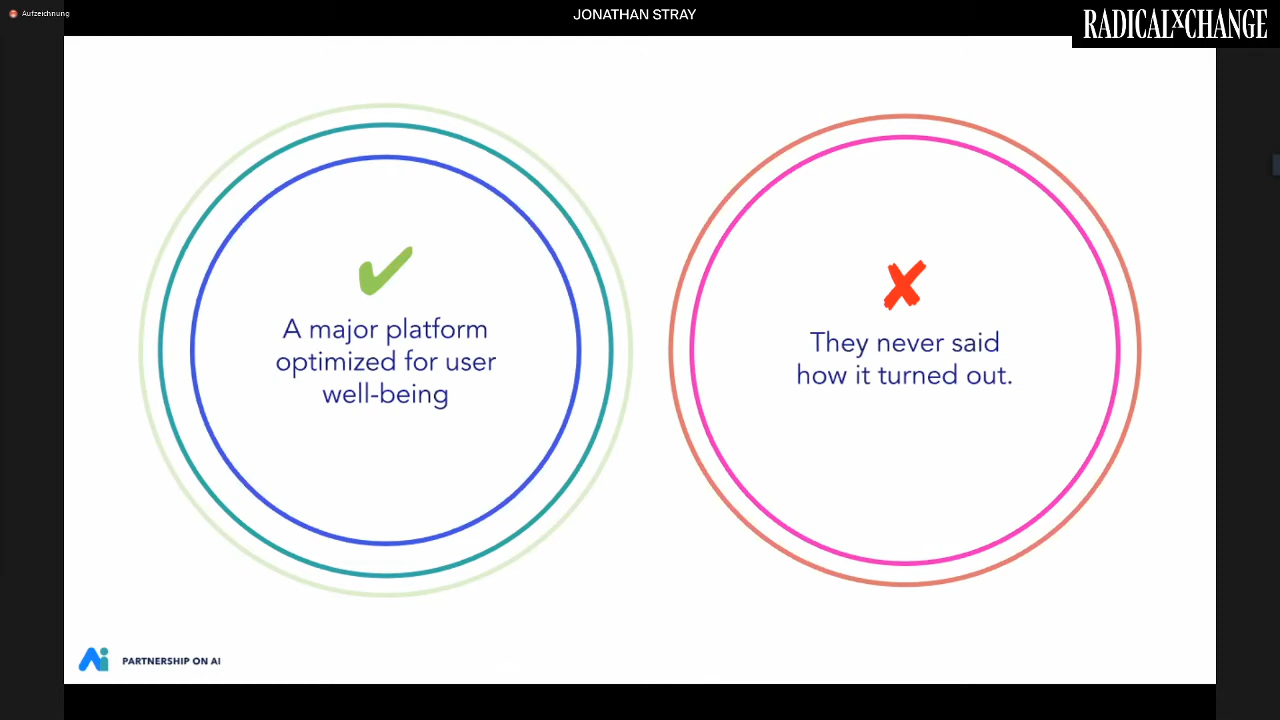 Aufzeichnung
JONATHAN STRAY
RADICALxCHANGE
A major platform
optimized for user
well-being
They never said
how it turned out.
PARTNERSHIP ON AI